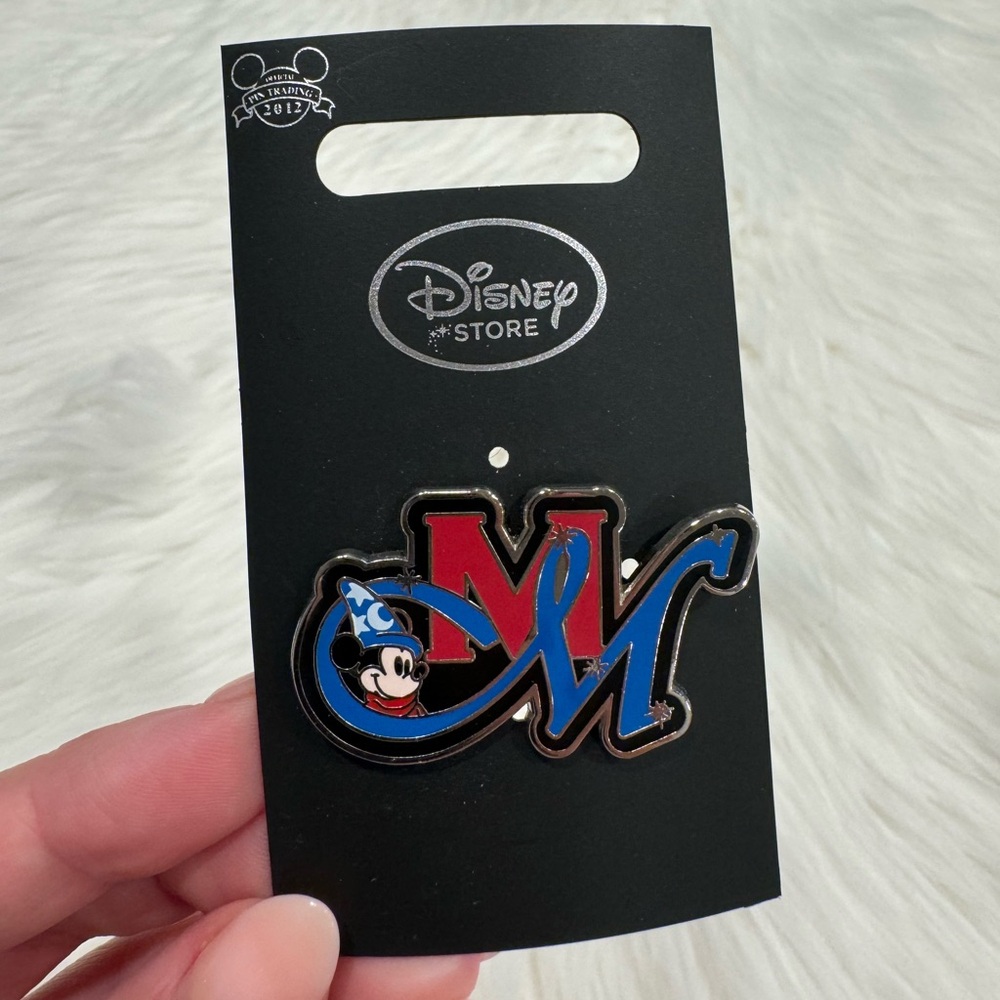 OFFICIAL
PIN TRADING
2012
Disney
STORE
M
M